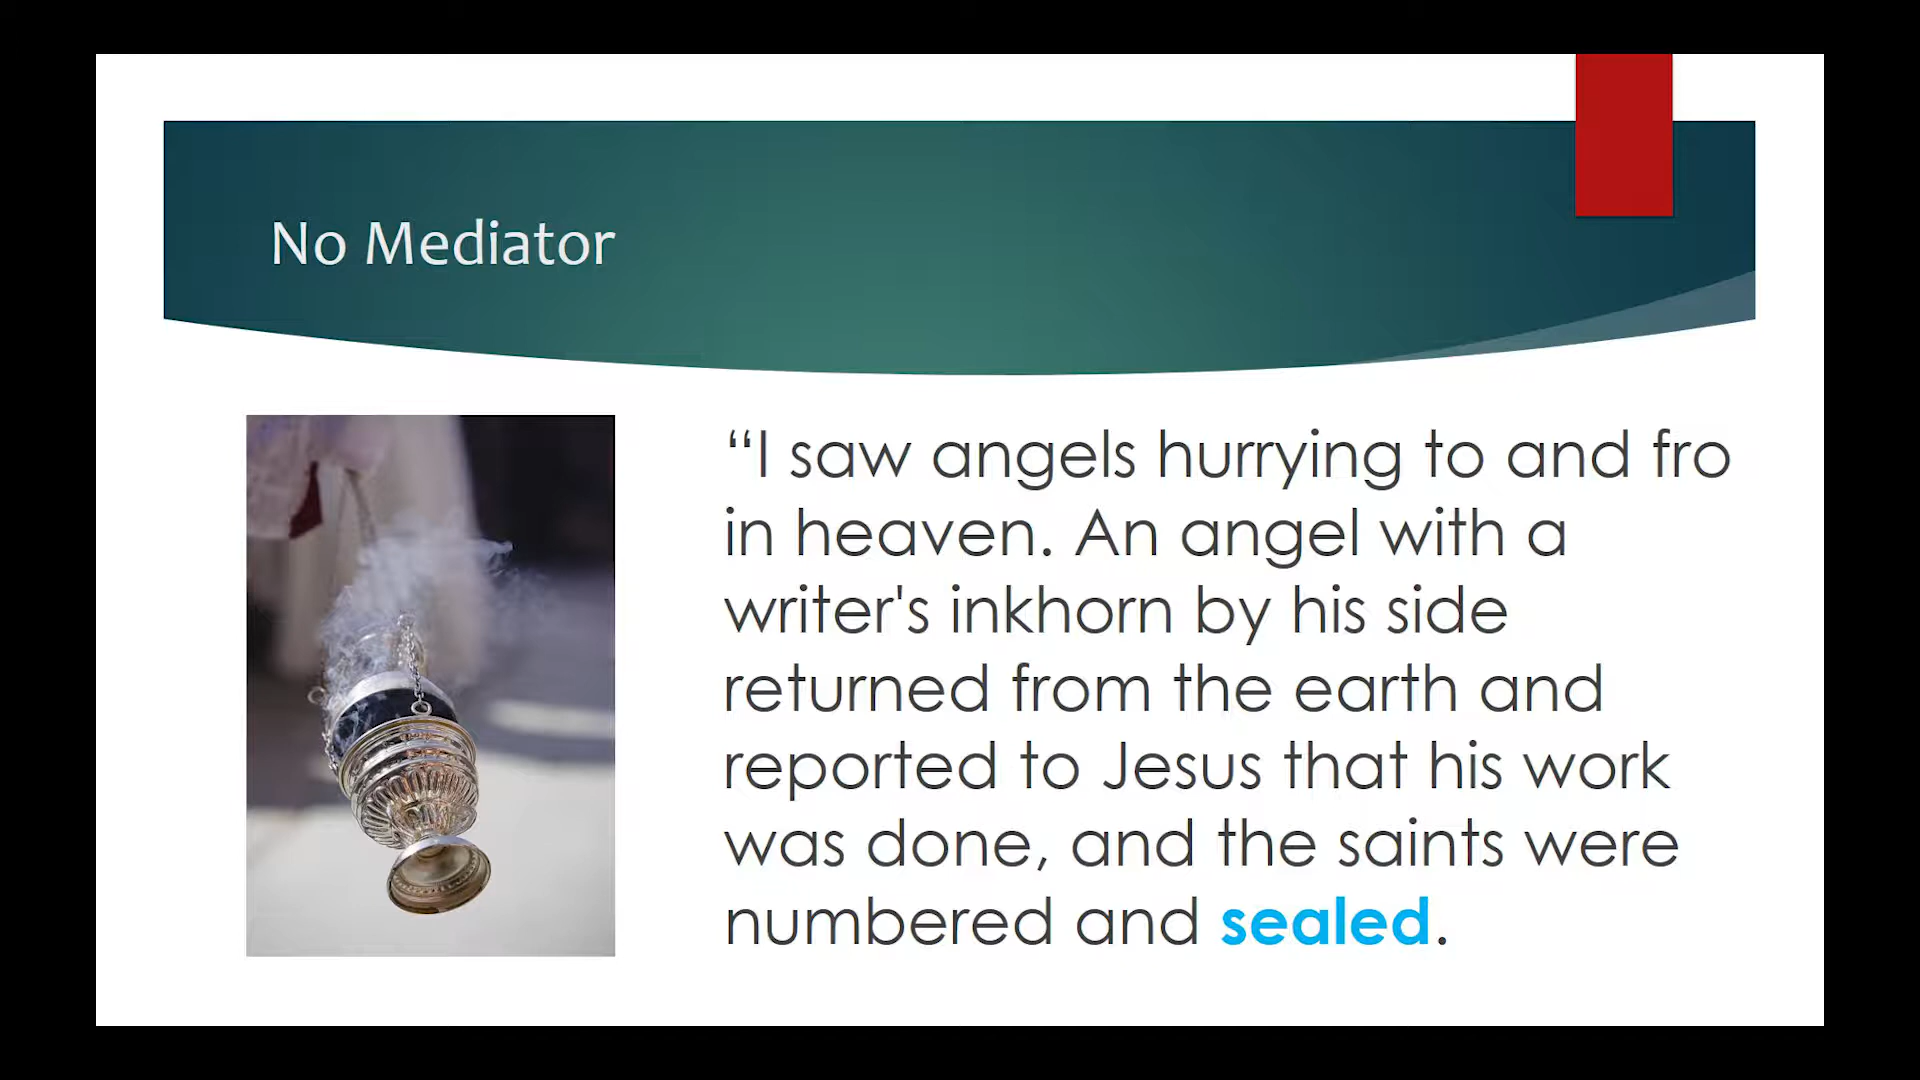 No Mediator
“I saw angels hurrying to and fro
in heaven. An angel with a
writer's inkhorn by his side
returned from the earth and
reported to Jesus that his work
was done, and the saints were
numbered and sealed.